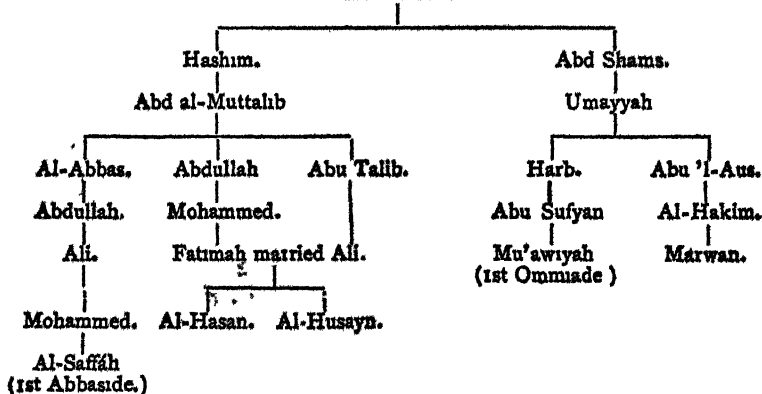 Hashim. Abd Shams.
Abd al-Muttalib Umayyah
Al-Abbas. Abdullah Abu Talib. Harb. Abu 'l-Aus.
Abdullah. Mohammed. Abu Sufyan Al-Hakim.
Ali. Fatimah married Ali. Mu'awiyah Marwan.
(1st Ommiade)
Mohammed. Al-Hasan. Al-Husayn.
Al-Saffáh
(1st Abbaside.)